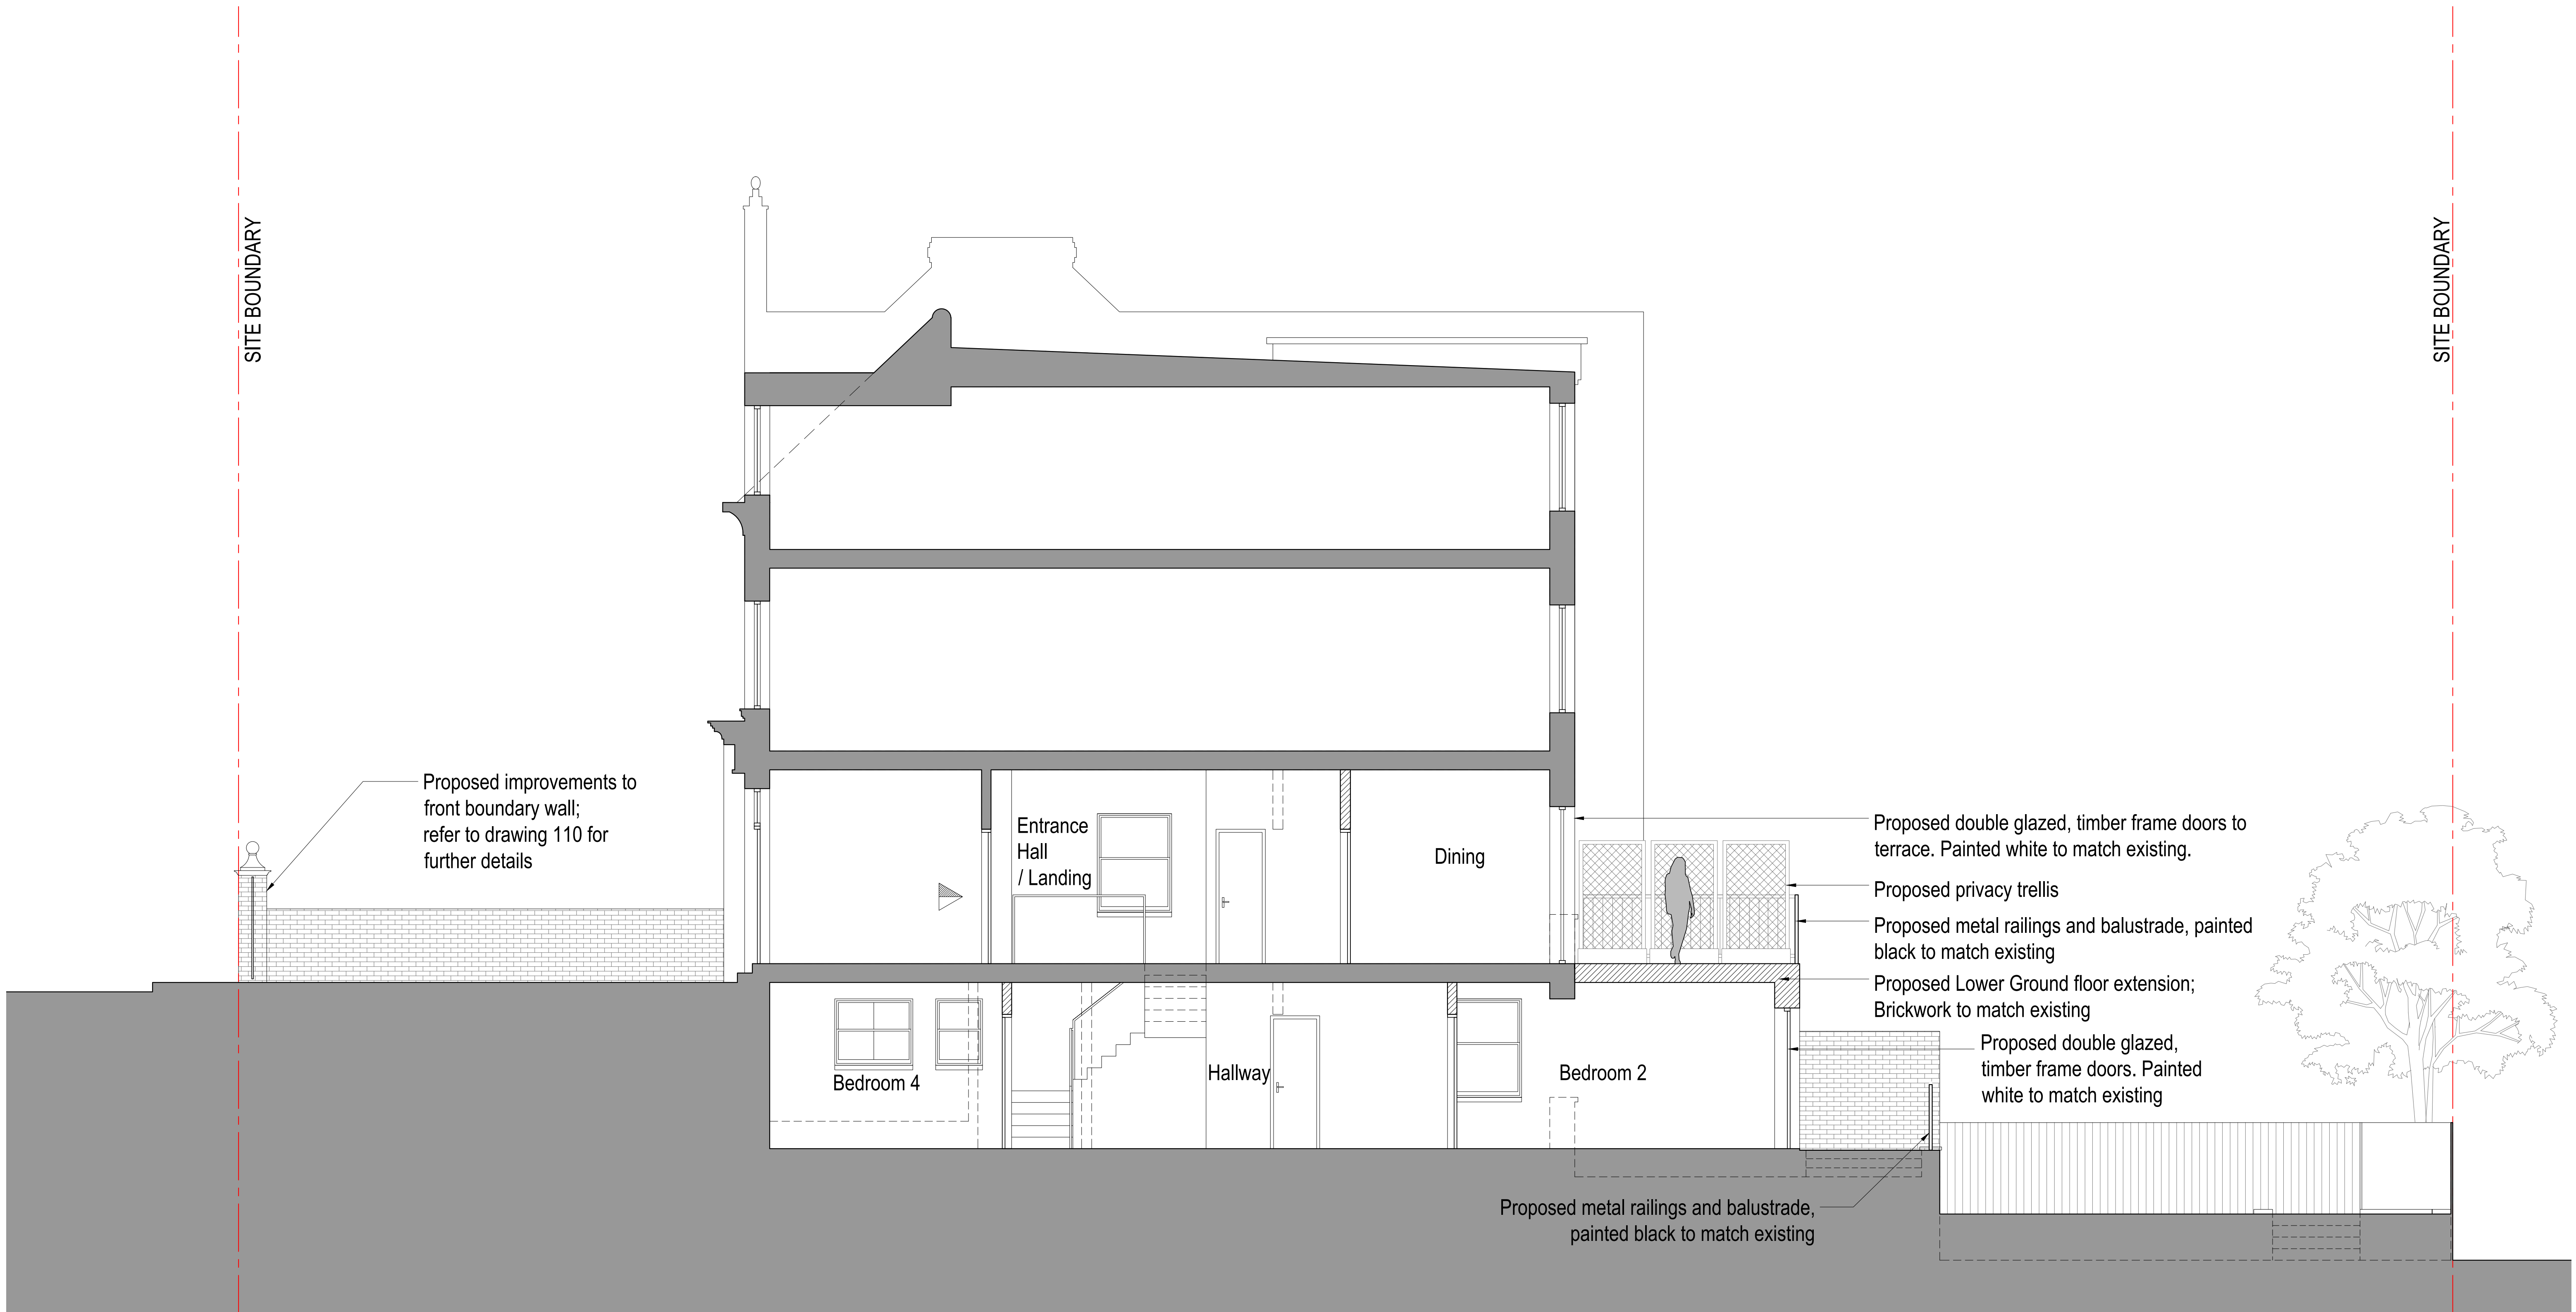 SITE BOUNDARY
SITE BOUNDARY
Proposed improvements to
front boundary wall;
refer to drawing 110 for
further details
Entrance
Hall
/ Landing
Dining
Proposed double glazed, timber frame doors to
terrace. Painted white to match existing.
Proposed privacy trellis
Proposed metal railings and balustrade, painted
black to match existing
Proposed Lower Ground floor extension;
Brickwork to match existing
Proposed double glazed,
timber frame doors. Painted
white to match existing
Bedroom 4
Hallway
Bedroom 2
Proposed metal railings and balustrade,
painted black to match existing